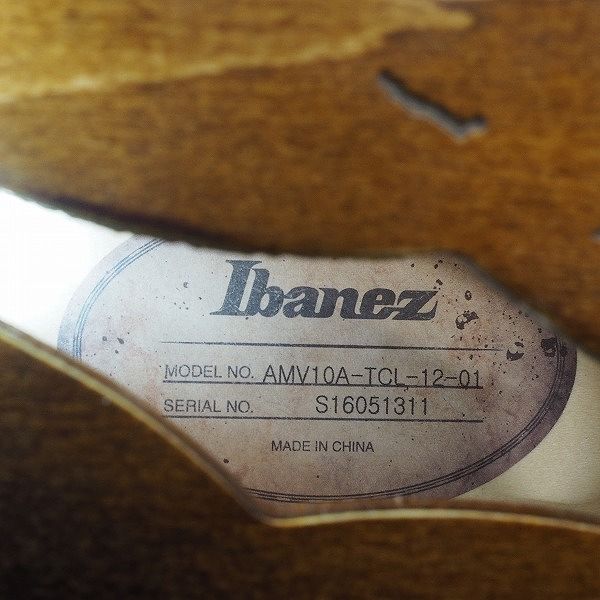 Ibanez
MODEL NO. AMV10A-TCL-12-01
SERIAL NO. S16051311
MADE IN CHINA